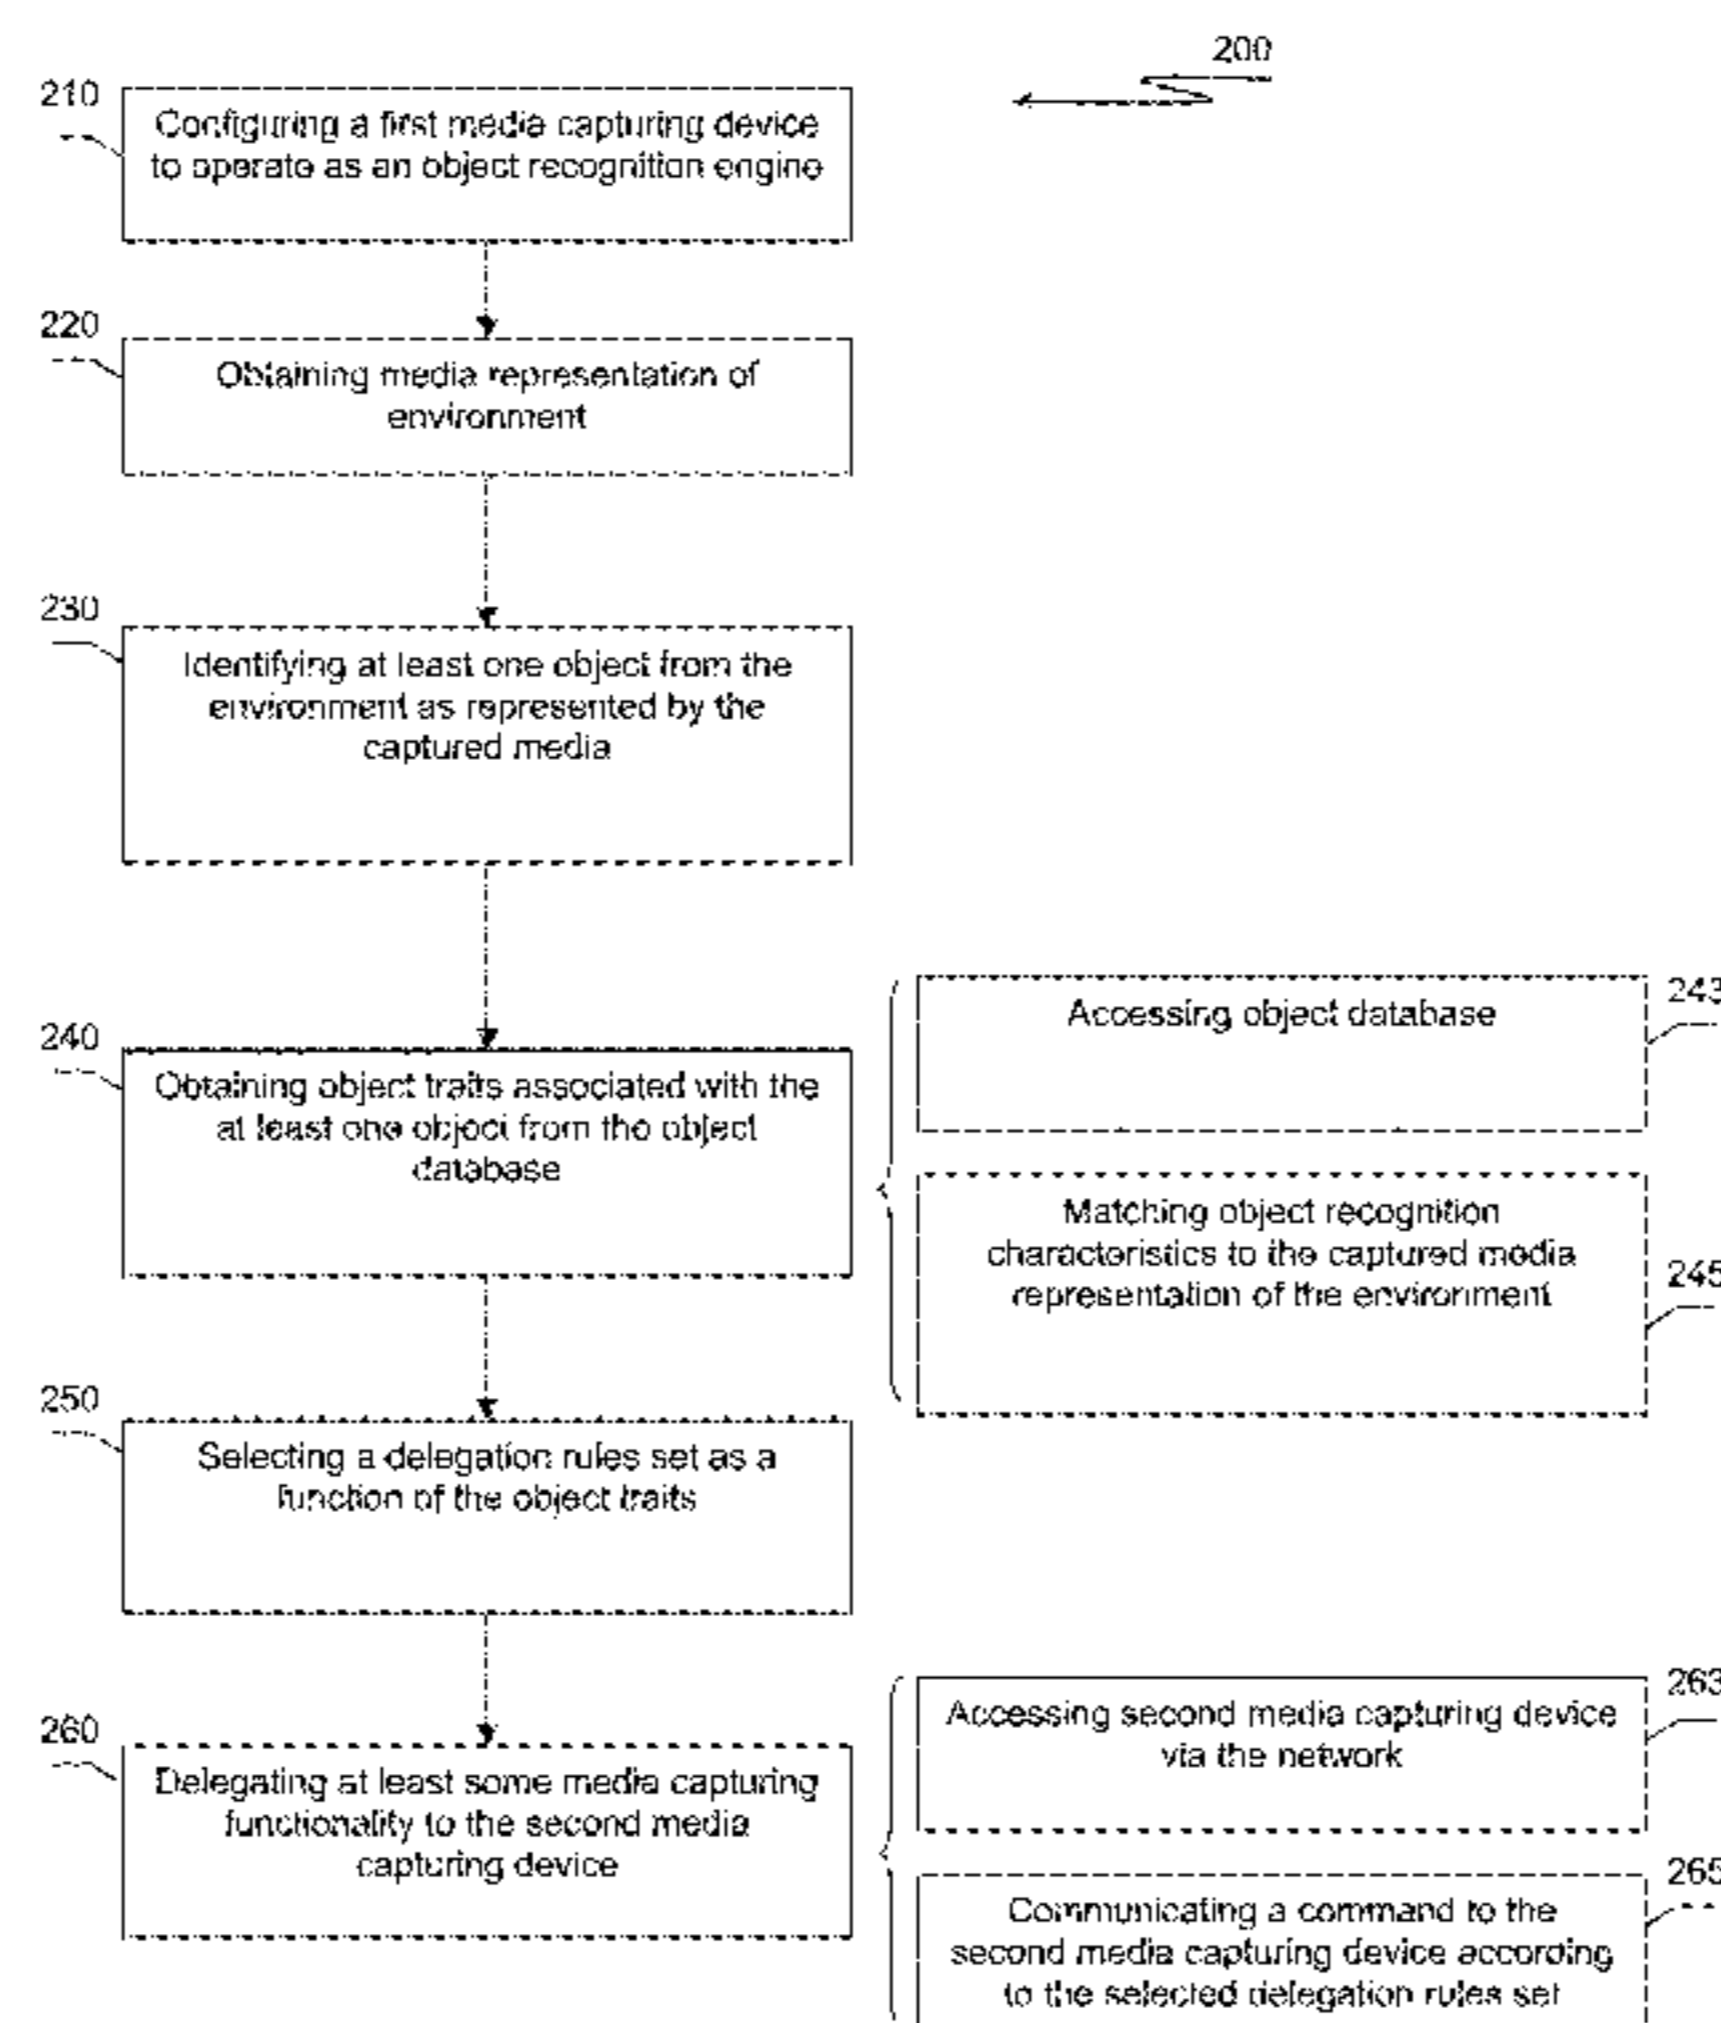 200
210
Configuring a first media capturing device
to operate as an object recognition engine
220
Obtaining media representation of
environment
230
Identifying at least one object from the
environment as represented by the
captured media
240
Obtaining object traits associated with the
at least one object from the object
database
243
Accessing object database
245
Matching object recognition
characteristics to the captured media
representation of the environment
250
Selecting a delegation rules set as a
function of the object traits
260
Delegating at least some media capturing
functionality to the second media
capturing device
263
Accessing second media capturing device
via the network
265
Communicating a command to the
second media capturing device according
to the selected delegation rules set